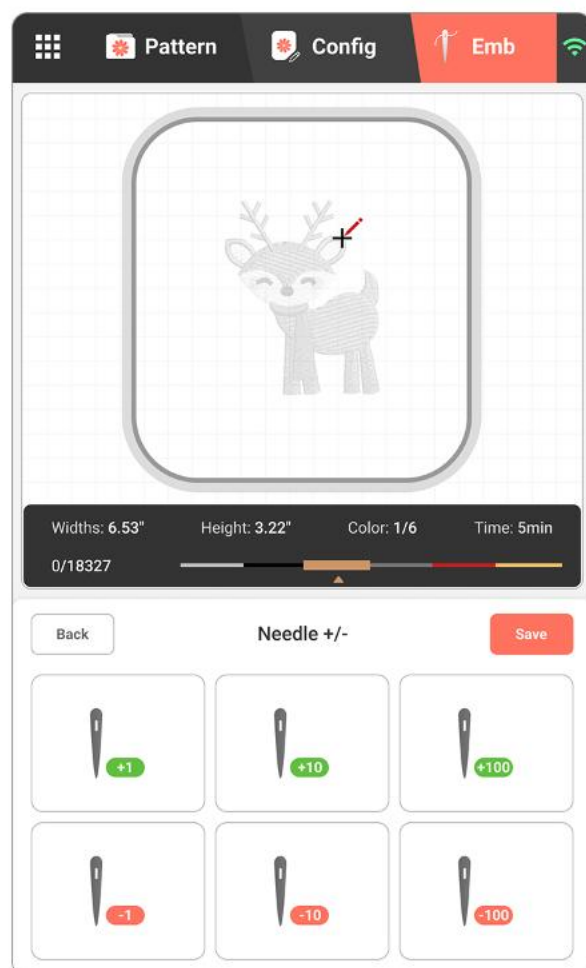 Pattern Config Emb
Widths: 6.53" Height: 3.22" Color: 1/6 Time: 5min
0/18327
Back Needle +/- Save
+1 +10 +100
-1 -10 -100